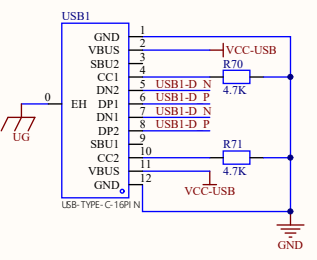 USB1
GND 1
VBUS 2 VCC-USB
SBU2 3
R70
CC1 4
4.7K
DN2 5 USB1-D_N
0 EH DP1 6 USB1-D_P
DN1 7 USB1-D_N
DP2 8 USB1-D_P
UG
SBU1 9
R71
CC2 10
4.7K
VBUS 11
GND 12
VCC-USB
USB-TYPE-C-16PIN
GND